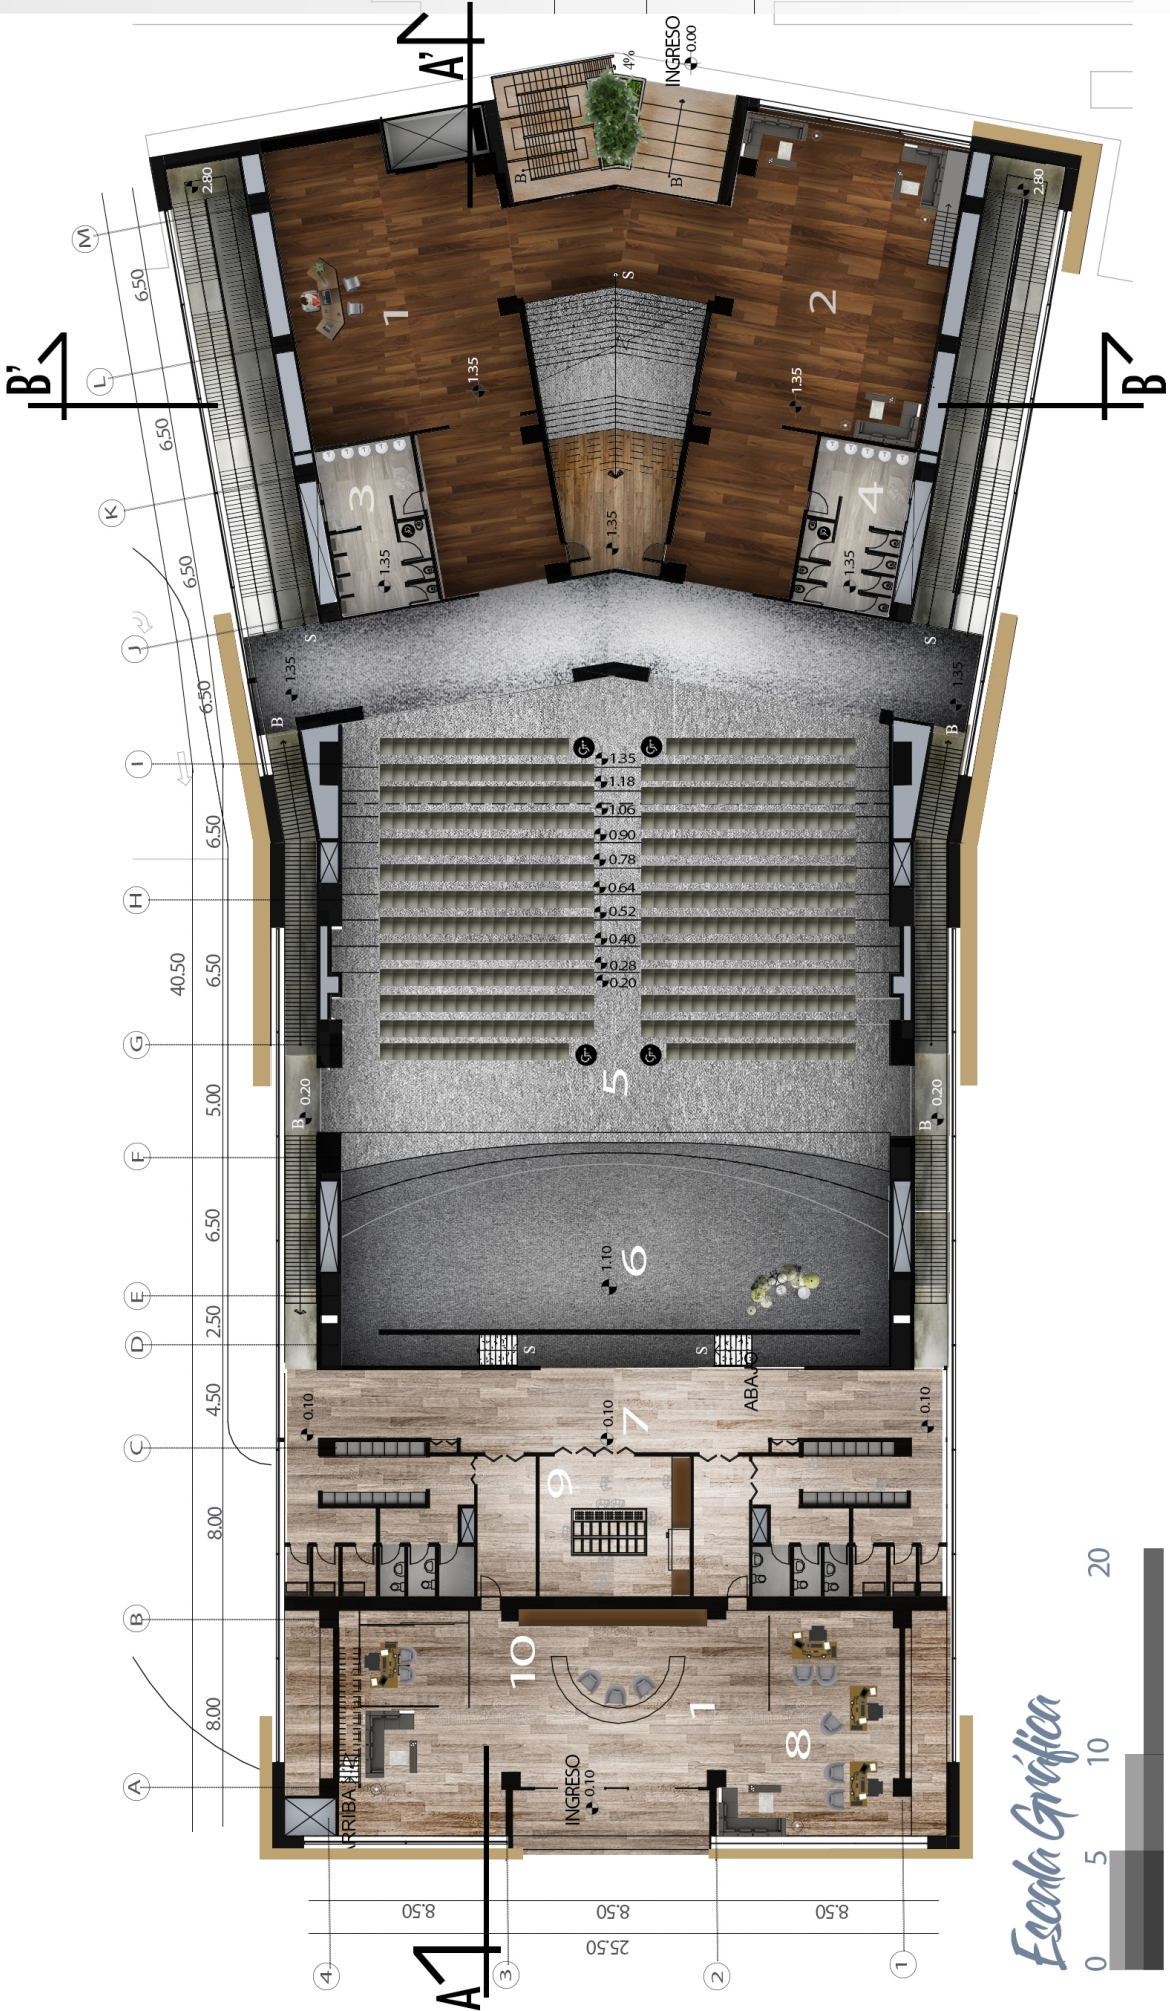 A'
4%
INGRESO
0.00
B'
B
A
M
L
K
J
I
H
G
F
E
D
C
B
A
6.50
6.50
6.50
6.50
6.50
6.50
5.00
6.50
2.50
4.50
8.00
8.00
40.50
2.80
2.80
B
B
S
1
2
3
4
1.35
1.35
1.35
1.35
1.35
S
S
1.35
1.35
B
B
1.35
1.18
1.06
0.90
0.78
0.64
0.52
0.40
0.28
0.20
5
B
0.20
B
0.20
1.10
6
S
S
ABAJO
0.10
0.10
0.10
7
9
10
1
8
ARRIBA
INGRESO
0.10
8.50
8.50
8.50
25.50
4
3
2
1
Escala Gráfica
0
5
10
20